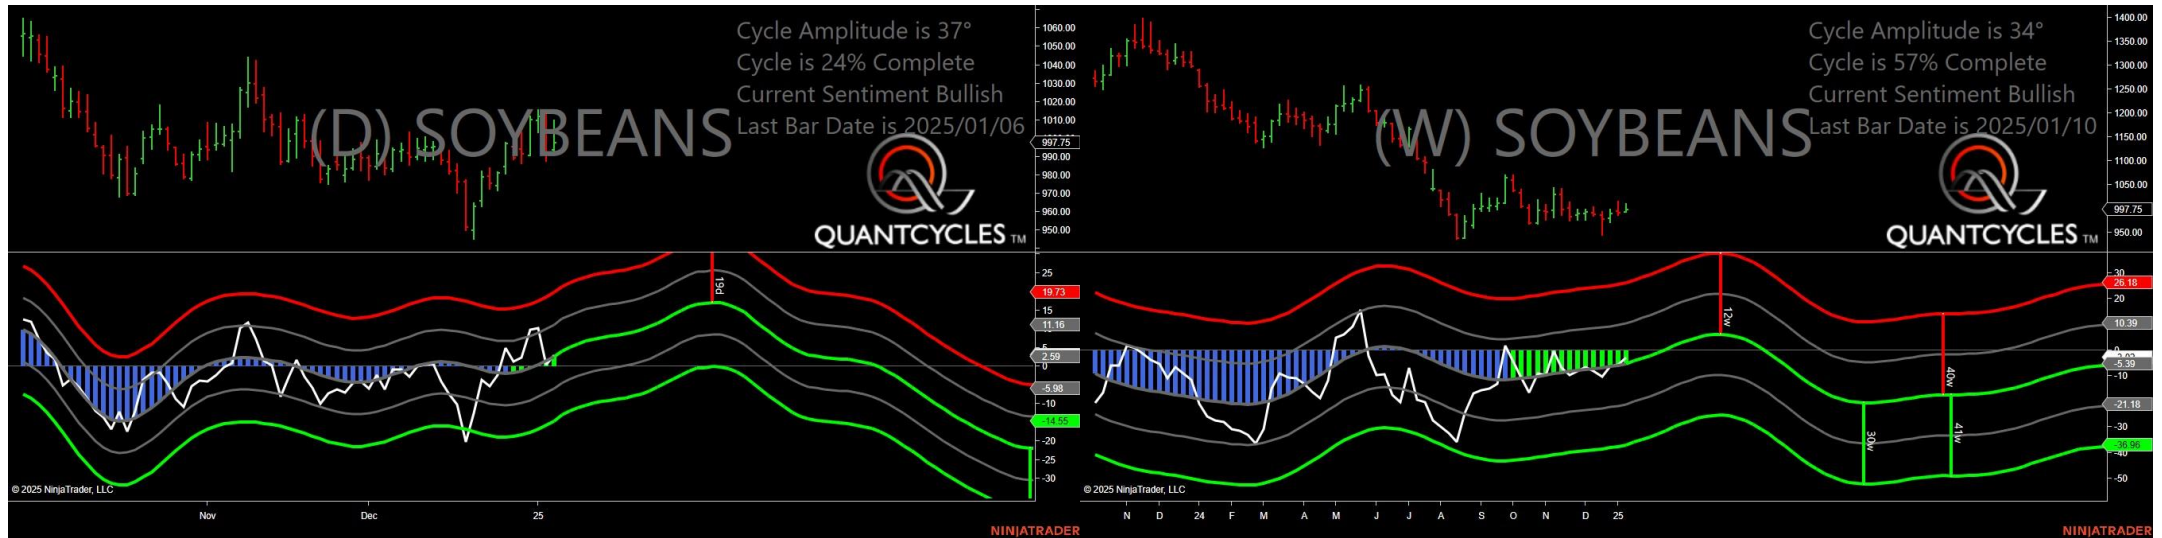 Cycle Amplitude is 37°
Cycle is 24% Complete
Current Sentiment Bullish
Last Bar Date is 2025/01/06
(D) SOYBEANS
QUANTCYCLES TM
1060.00
1050.00
1040.00
1030.00
1020.00
1010.00
997.75
990.00
980.00
970.00
960.00
950.00
19d
25
19.73
15
11.16
5
2.59
0
-5.98
-10
-14.55
-20
-25
-30
© 2025 NinjaTrader, LLC
Nov
Dec
25
NINJATRADER
Cycle Amplitude is 34°
Cycle is 57% Complete
Current Sentiment Bullish
Last Bar Date is 2025/01/10
(W) SOYBEANS
QUANTCYCLES TM
1400.00
1350.00
1300.00
1250.00
1200.00
1150.00
1100.00
1050.00
997.75
950.00
12w
40w
30w
41w
30
26.18
20
10.39
0
-5.39
-10
-21.18
-30
-36.96
-40
-50
© 2025 NinjaTrader, LLC
N D 24 F M A M J J A S O N D 25
NINJATRADER